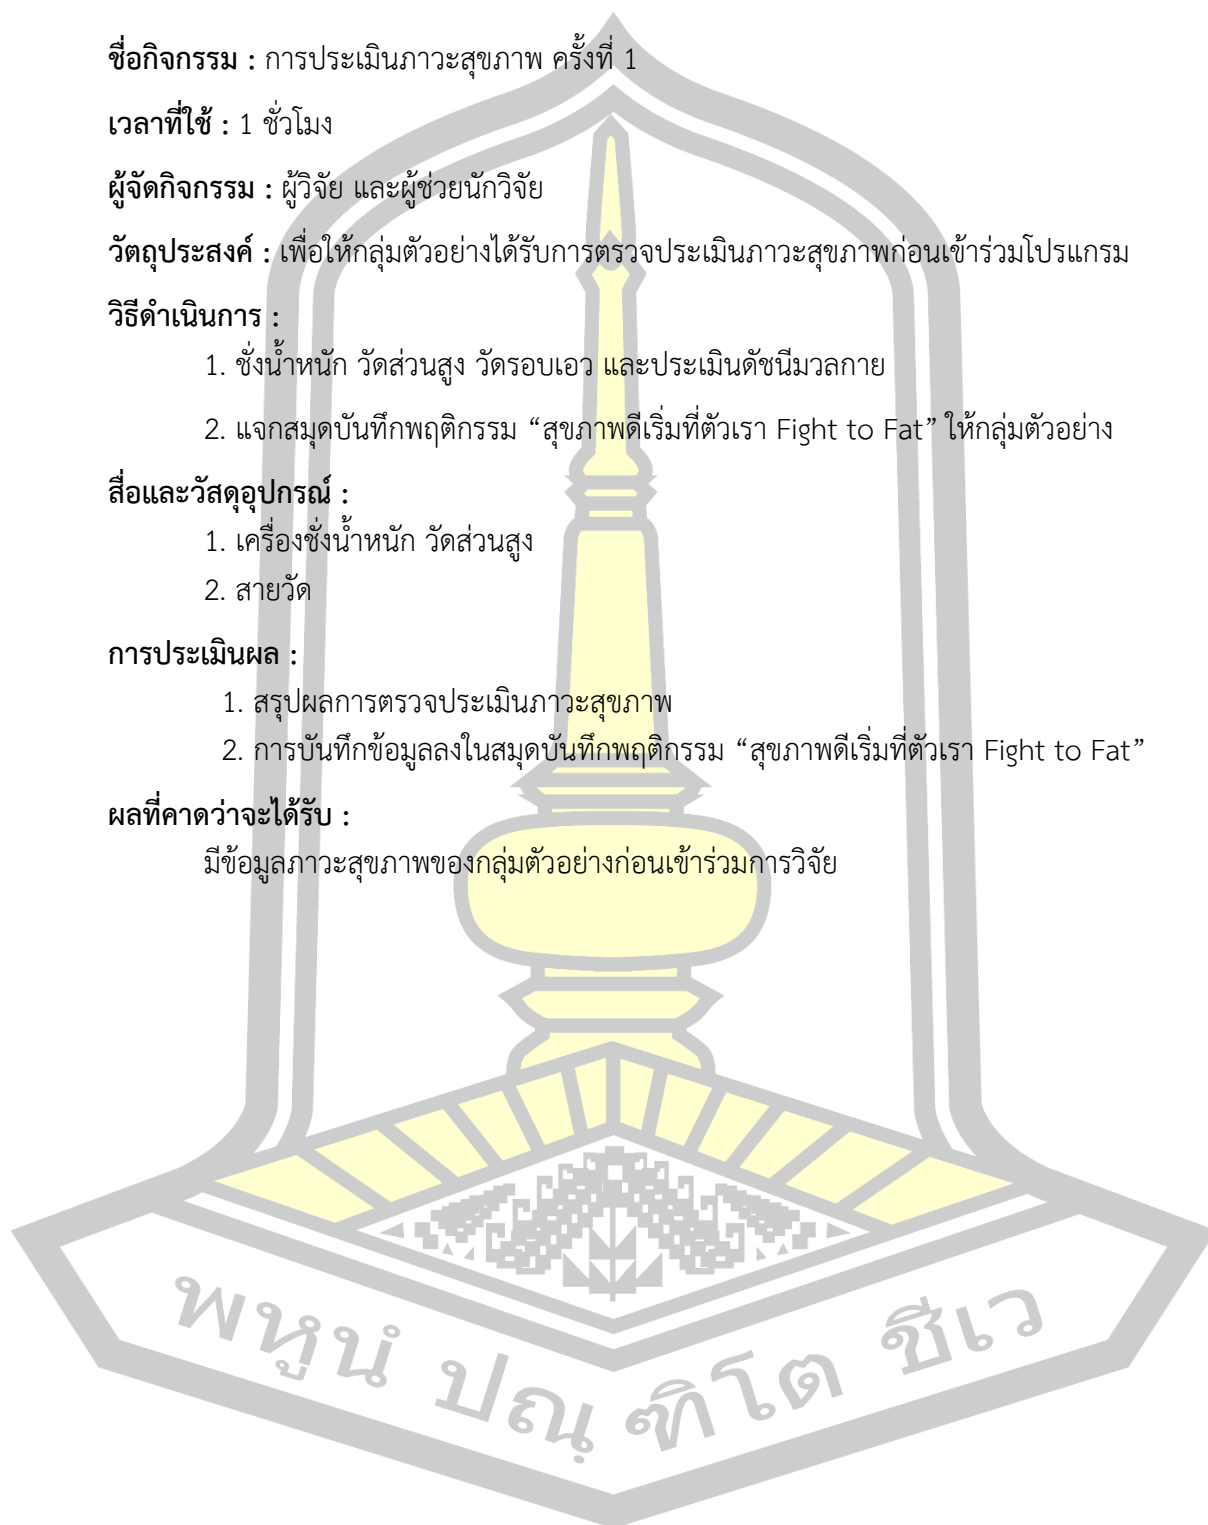 ชื่อกิจกรรม : การประเมินภาวะสุขภาพ ครั้งที่ 1
เวลาที่ใช้ : 1 ชั่วโมง
ผู้จัดกิจกรรม : ผู้วิจัย และผู้ช่วยนักวิจัย
วัตถุประสงค์ : เพื่อให้กลุ่มตัวอย่างได้รับการตรวจประเมินภาวะสุขภาพก่อนเข้าร่วมโปรแกรม
วิธีดำเนินการ :
1. ชั่งน้ำหนัก วัดส่วนสูง วัดรอบเอว และประเมินดัชนีมวลกาย
2. แจกสมุดบันทึกพฤติกรรม “สุขภาพดีเริ่มที่ตัวเรา Fight to Fat” ให้กลุ่มตัวอย่าง
สื่อและวัสดุอุปกรณ์ :
1. เครื่องชั่งน้ำหนัก วัดส่วนสูง
2. สายวัด
การประเมินผล :
1. สรุปผลการตรวจประเมินภาวะสุขภาพ
2. การบันทึกข้อมูลลงในสมุดบันทึกพฤติกรรม “สุขภาพดีเริ่มที่ตัวเรา Fight to Fat”
ผลที่คาดว่าจะได้รับ :
มีข้อมูลภาวะสุขภาพของกลุ่มตัวอย่างก่อนเข้าร่วมการวิจัย
พหูนํ ปณฺฑิโต ชีเว